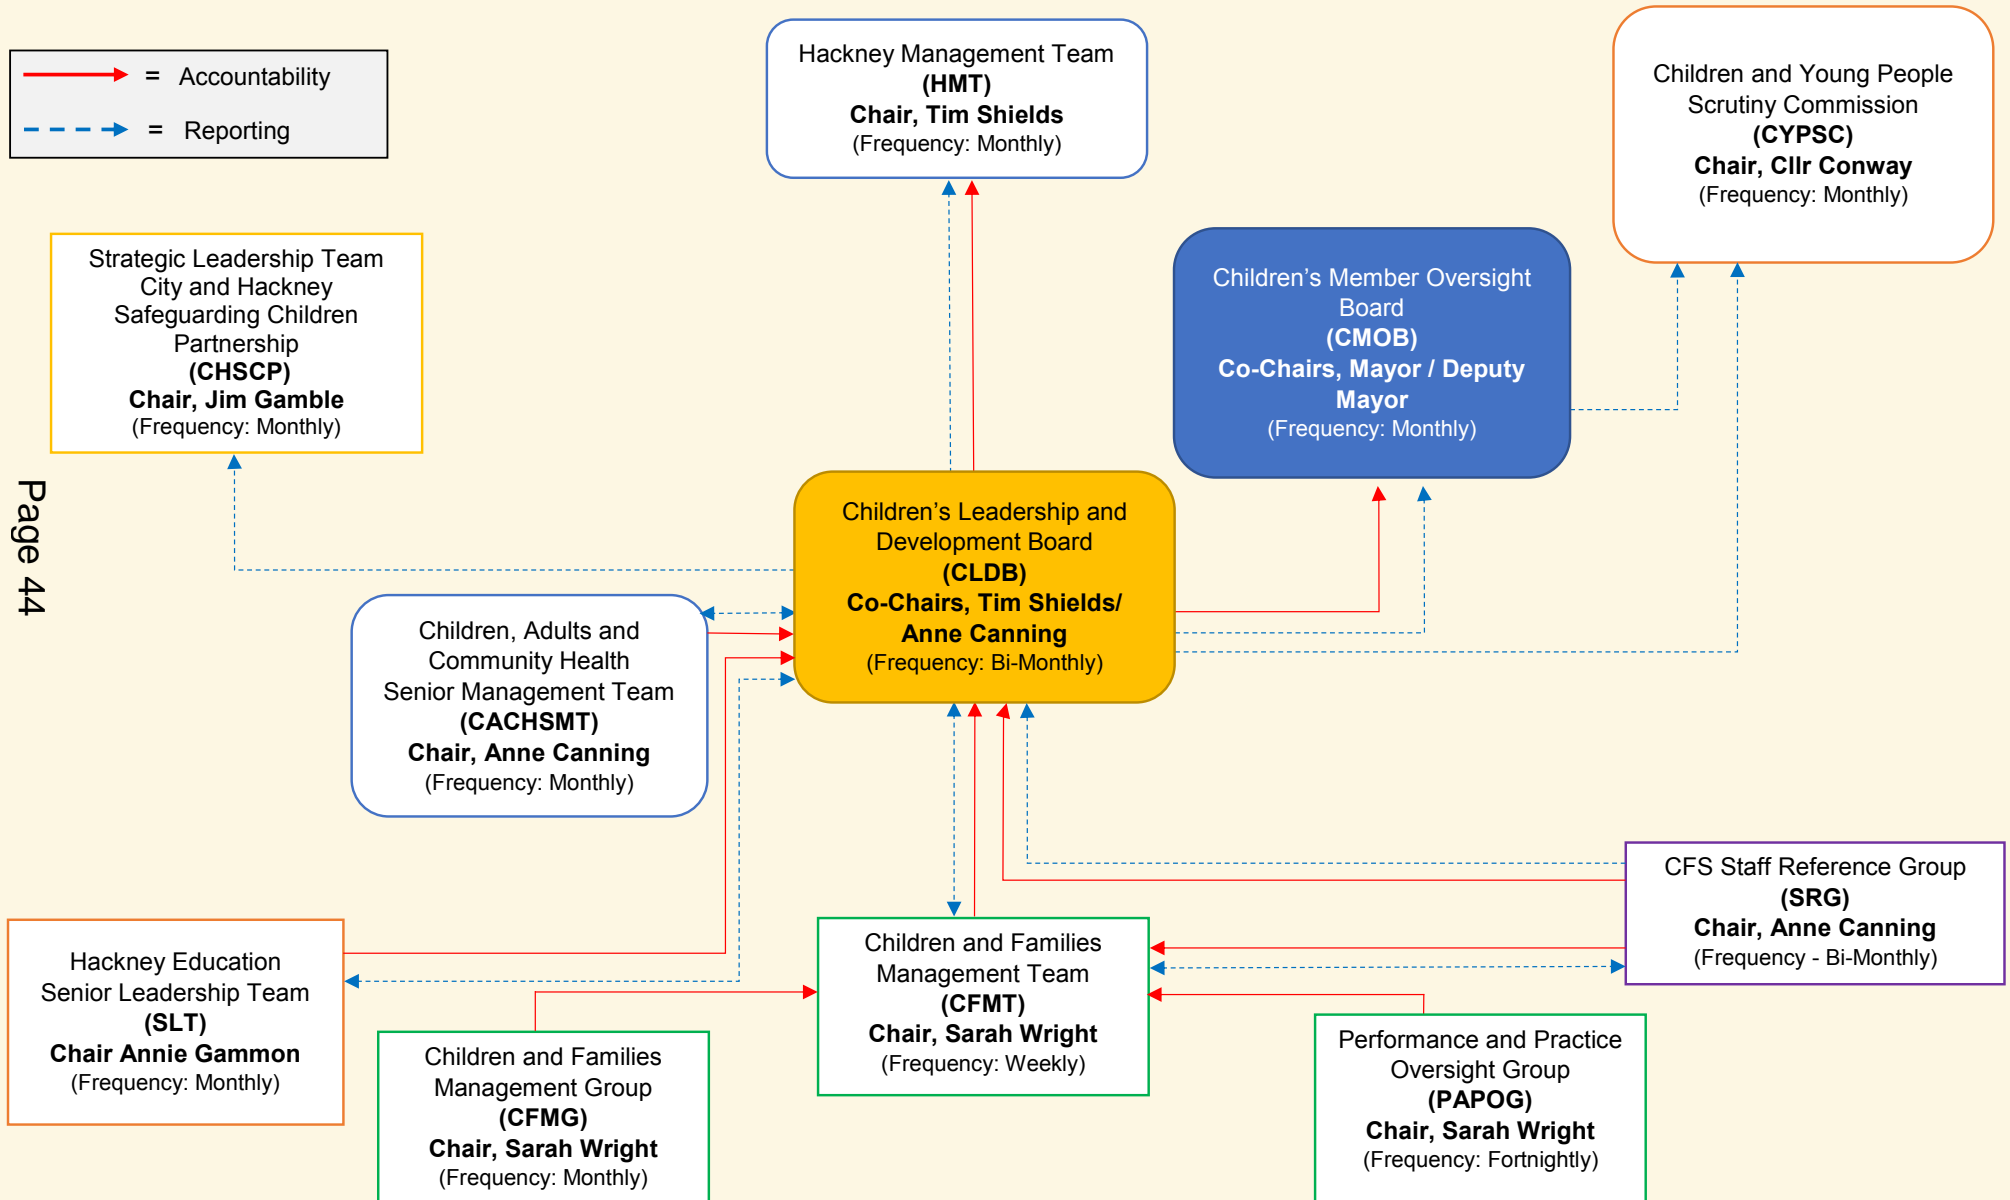 = Accountability
= Reporting
Hackney Management Team
(HMT)
Chair, Tim Shields
(Frequency: Monthly)
Children and Young People
Scrutiny Commission
(CYPSC)
Chair, Cllr Conway
(Frequency: Monthly)
Strategic Leadership Team
City and Hackney
Safeguarding Children
Partnership
(CHSCP)
Chair, Jim Gamble
(Frequency: Monthly)
Children's Member Oversight
Board
(CMOB)
Co-Chairs, Mayor / Deputy
Mayor
(Frequency: Monthly)
Page 44
Children's Leadership and
Development Board
(CLDB)
Co-Chairs, Tim Shields/
Anne Canning
(Frequency: Bi-Monthly)
Children, Adults and
Community Health
Senior Management Team
(CACHSMT)
Chair, Anne Canning
(Frequency: Monthly)
CFS Staff Reference Group
(SRG)
Chair, Anne Canning
(Frequency - Bi-Monthly)
Hackney Education
Senior Leadership Team
(SLT)
Chair Annie Gammon
(Frequency: Monthly)
Children and Families
Management Team
(CFMT)
Chair, Sarah Wright
(Frequency: Weekly)
Children and Families
Management Group
(CFMG)
Chair, Sarah Wright
(Frequency: Monthly)
Performance and Practice
Oversight Group
(PAPOG)
Chair, Sarah Wright
(Frequency: Fortnightly)